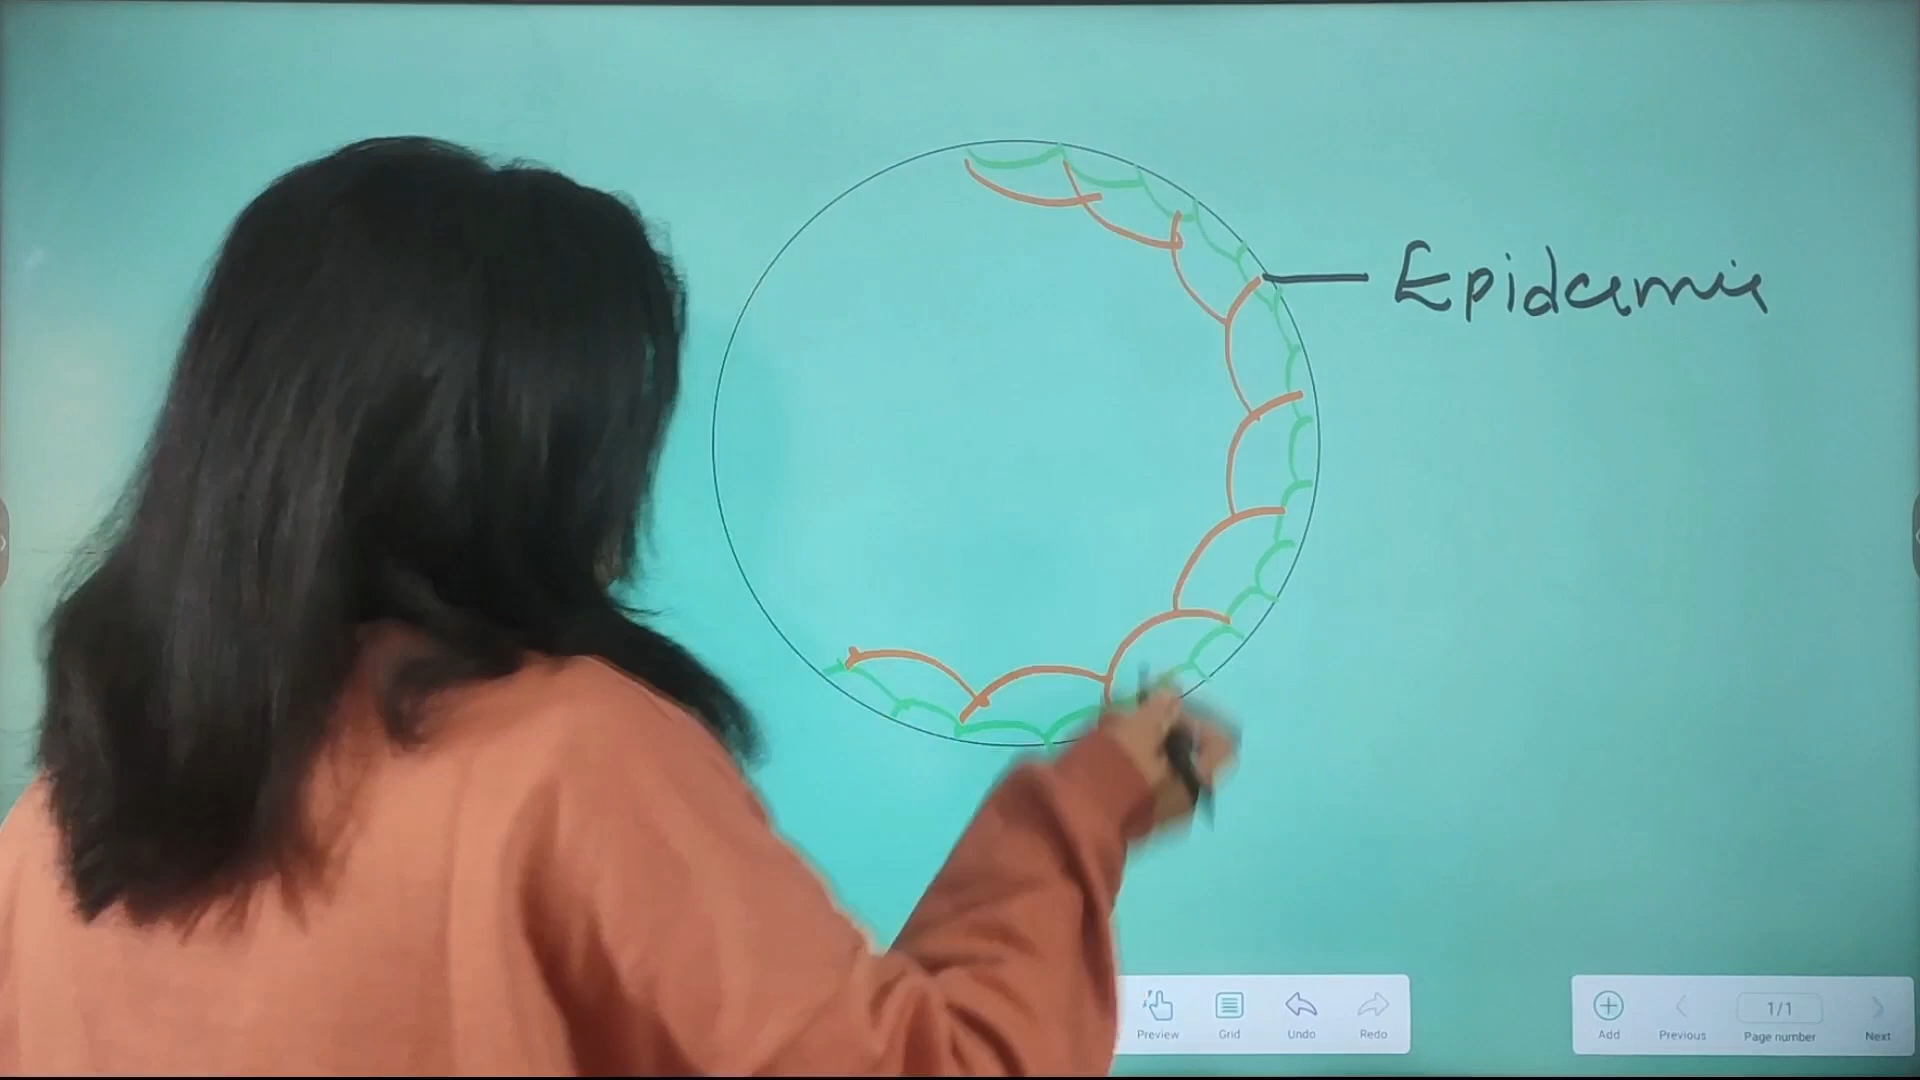 Epidermis
Preview
Grid
Undo
Redo
Add
Previous
1/1
Page number
Next